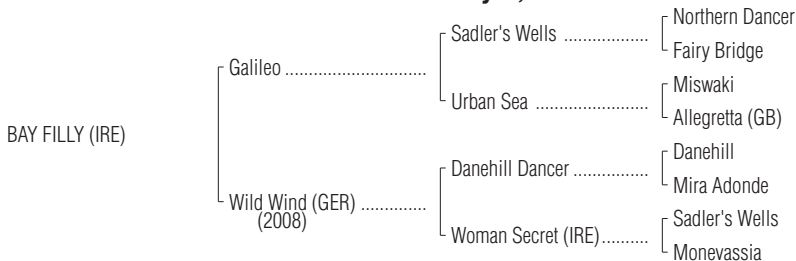 Northern Dancer
Sadler's Wells ..................
Fairy Bridge
Galileo .............................
Miswaki
Urban Sea ........................
Allegretta (GB)
BAY FILLY (IRE)
Danehill
Danehill Dancer ................
Mira Adonde
Wild Wind (GER) ..............
(2008)
Sadler's Wells
Woman Secret (IRE)..........
Monevassia